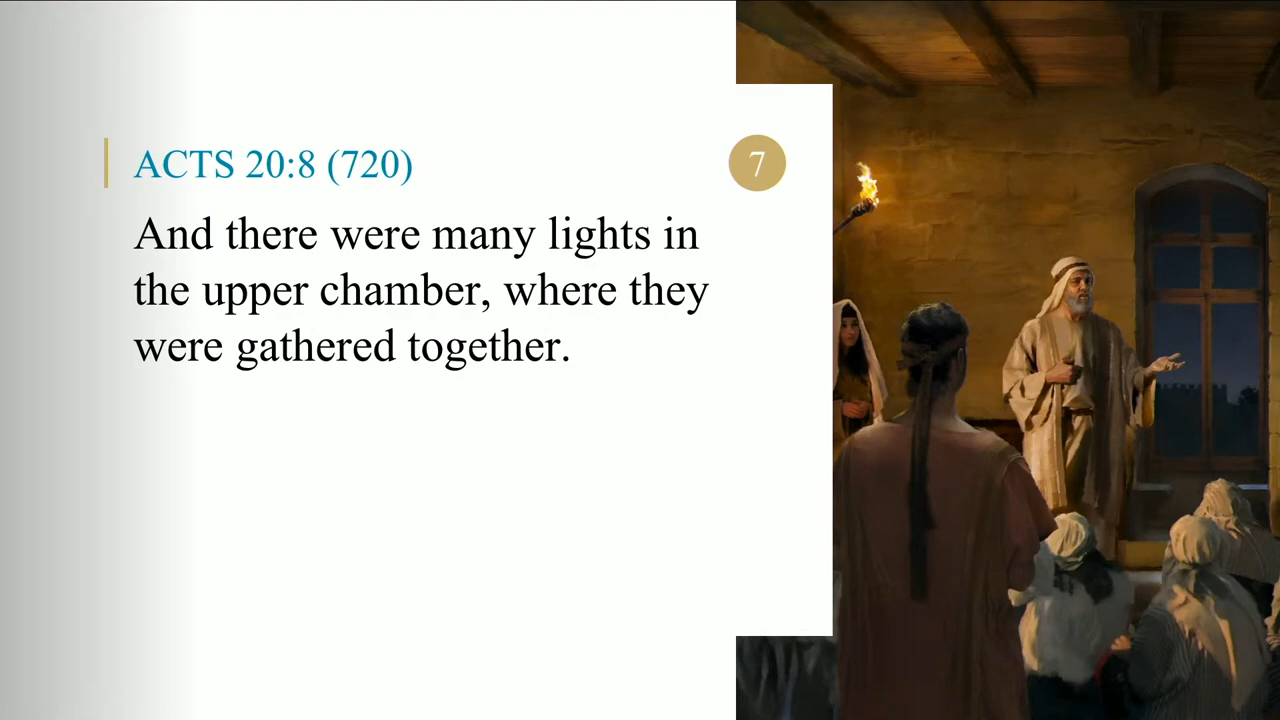 ACTS 20:8 (720)
7
And there were many lights in
the upper chamber, where they
were gathered together.